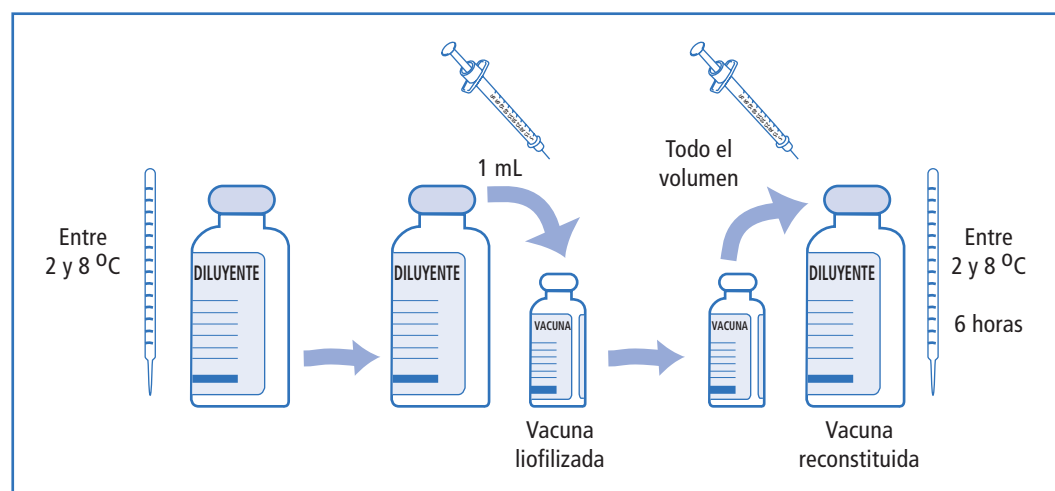 Entre
2 y 8 ºC
DILUYENTE
DILUYENTE
1 mL
VACUNA
Vacuna
liofilizada
Todo el
volumen
VACUNA
DILUYENTE
Vacuna
reconstituida
Entre
2 y 8 ºC
6 horas